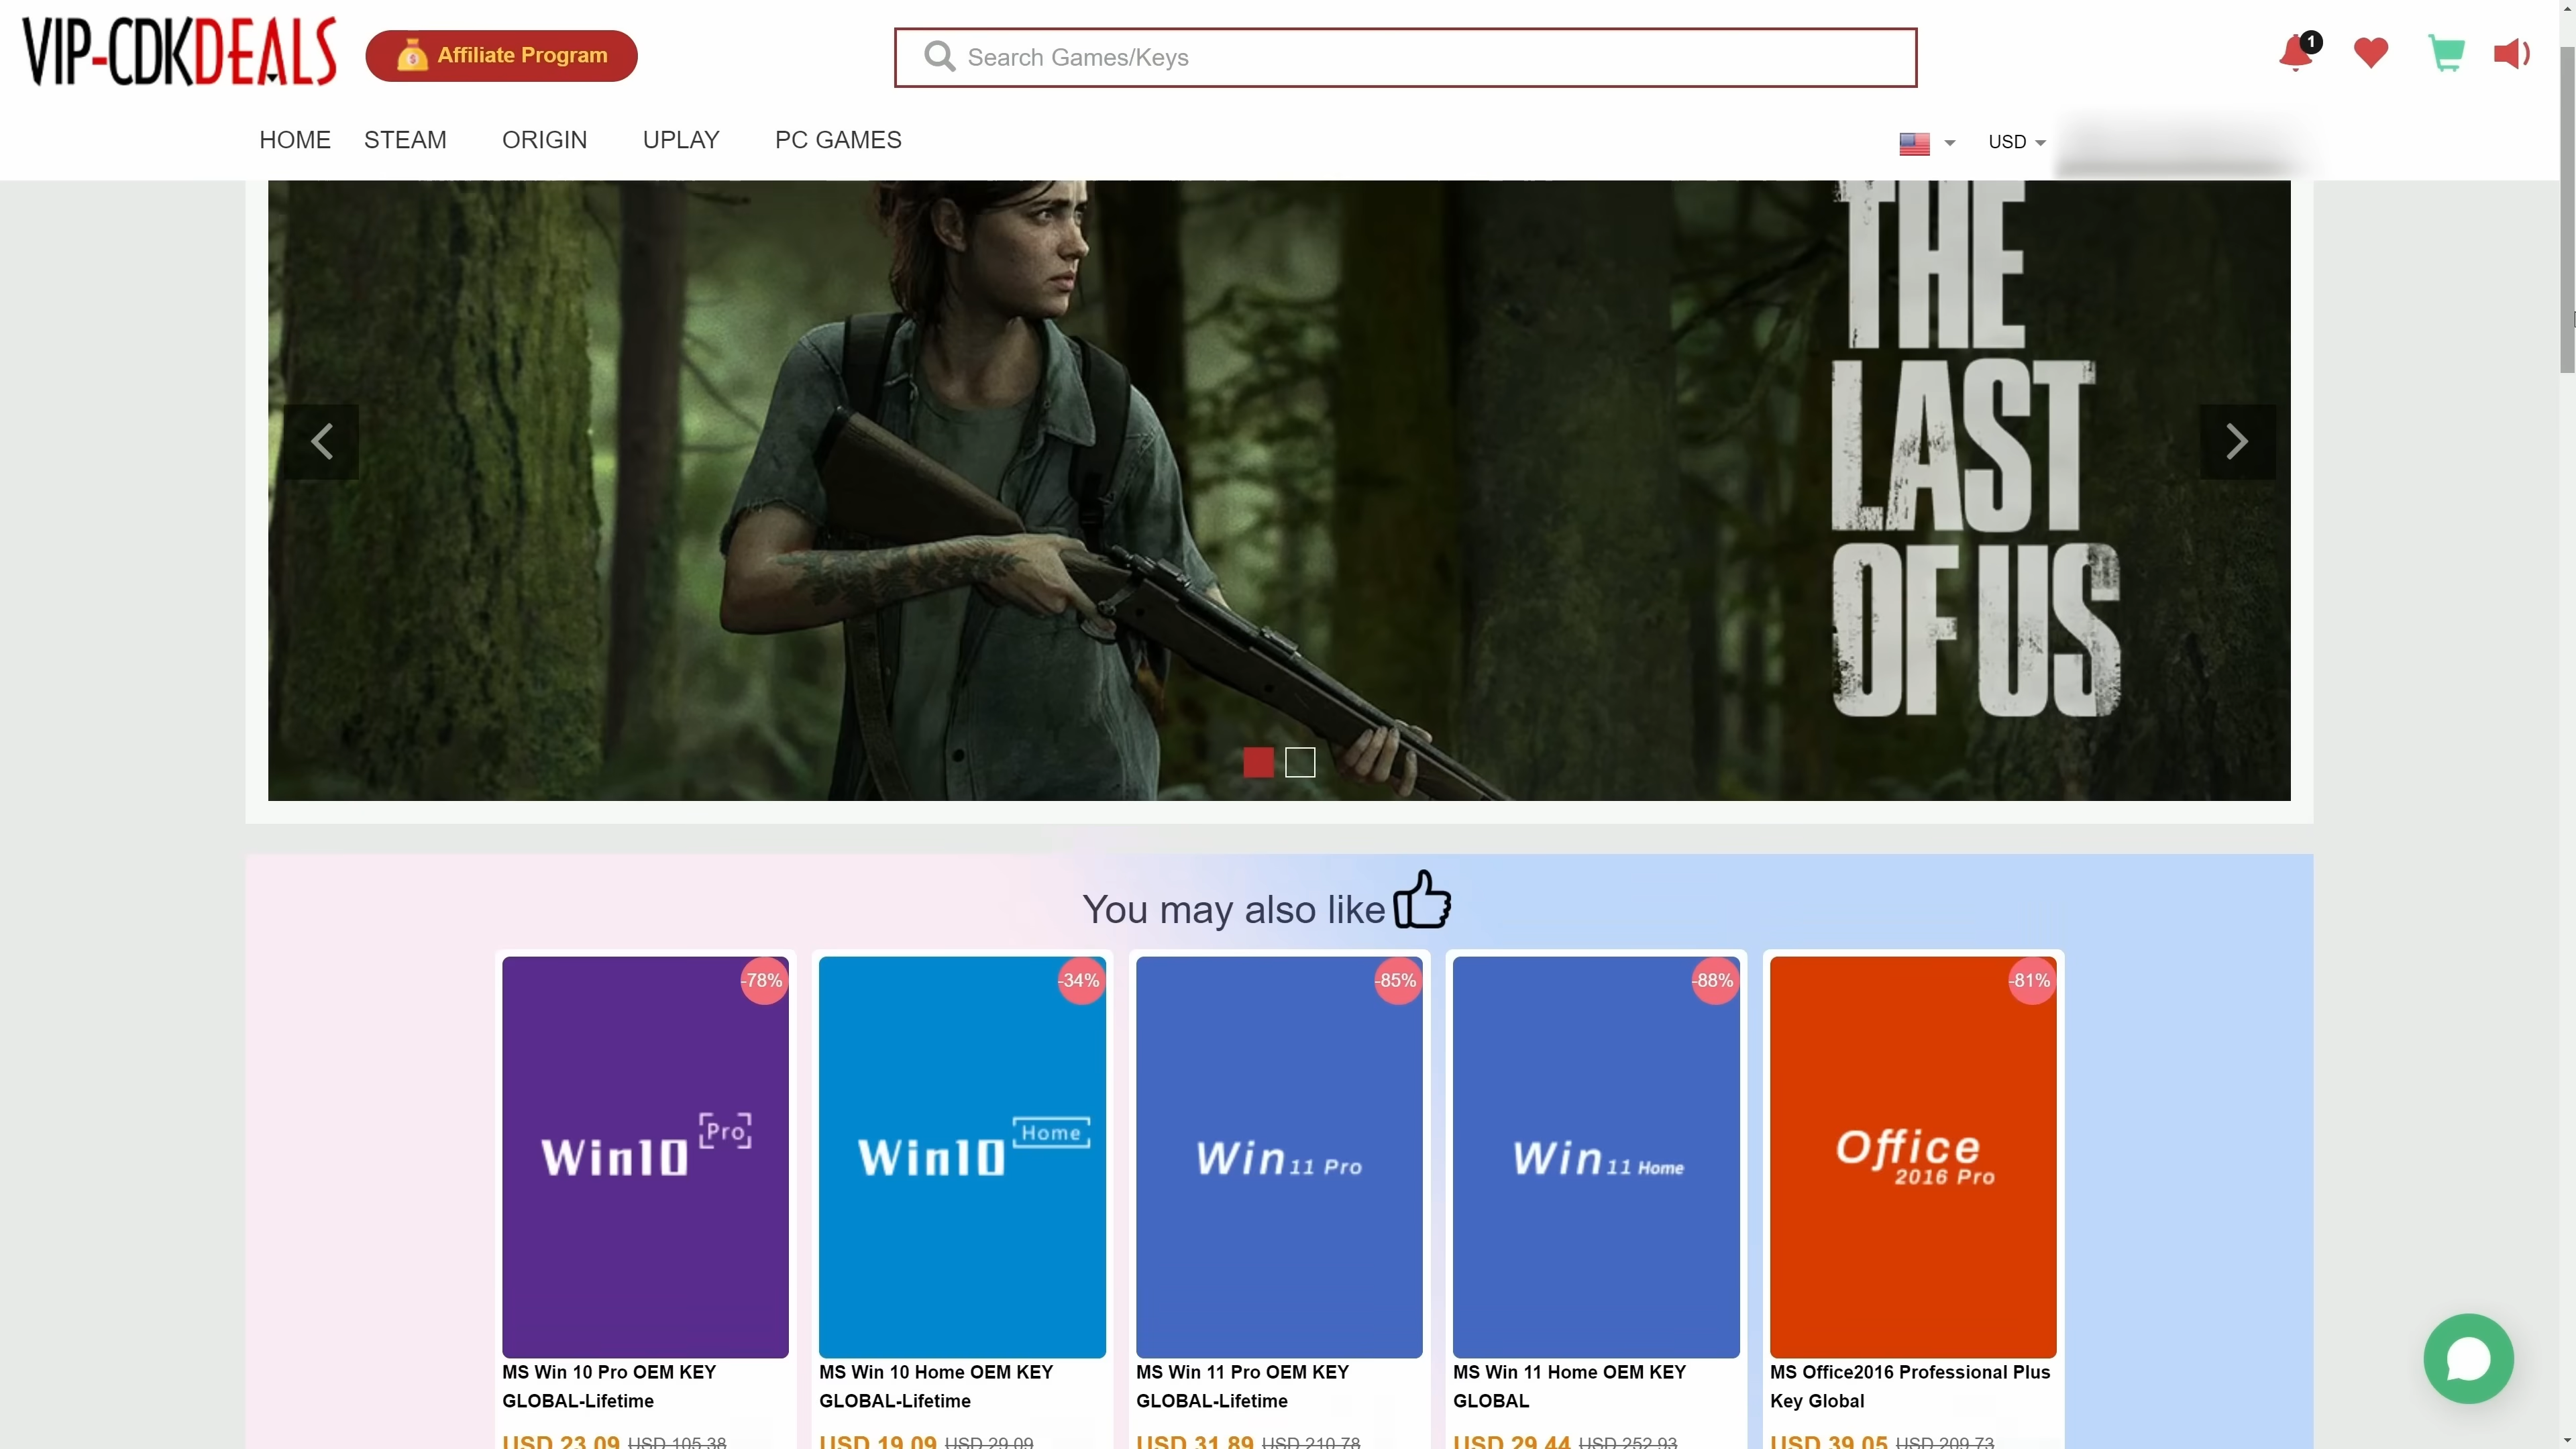 VIP-CDKDEALS
Affiliate Program
Search Games/Keys
1
HOME STEAM ORIGIN UPLAY PC GAMES
USD
THE
LAST
OF US
You may also like
-78%
-34%
-85%
-88%
-81%
Win10 Pro
Win10 Home
Win 11 Pro
Win 11 Home
Office
2016 Pro
MS Win 10 Pro OEM KEY
GLOBAL-Lifetime
USD 23.09 USD 105.38
MS Win 10 Home OEM KEY
GLOBAL-Lifetime
USD 19.09 USD 29.09
MS Win 11 Pro OEM KEY
GLOBAL-Lifetime
USD 31.89 USD 210.78
MS Win 11 Home OEM KEY
GLOBAL
USD 29.44 USD 252.93
MS Office2016 Professional Plus
Key Global
USD 39.05 USD 209.73